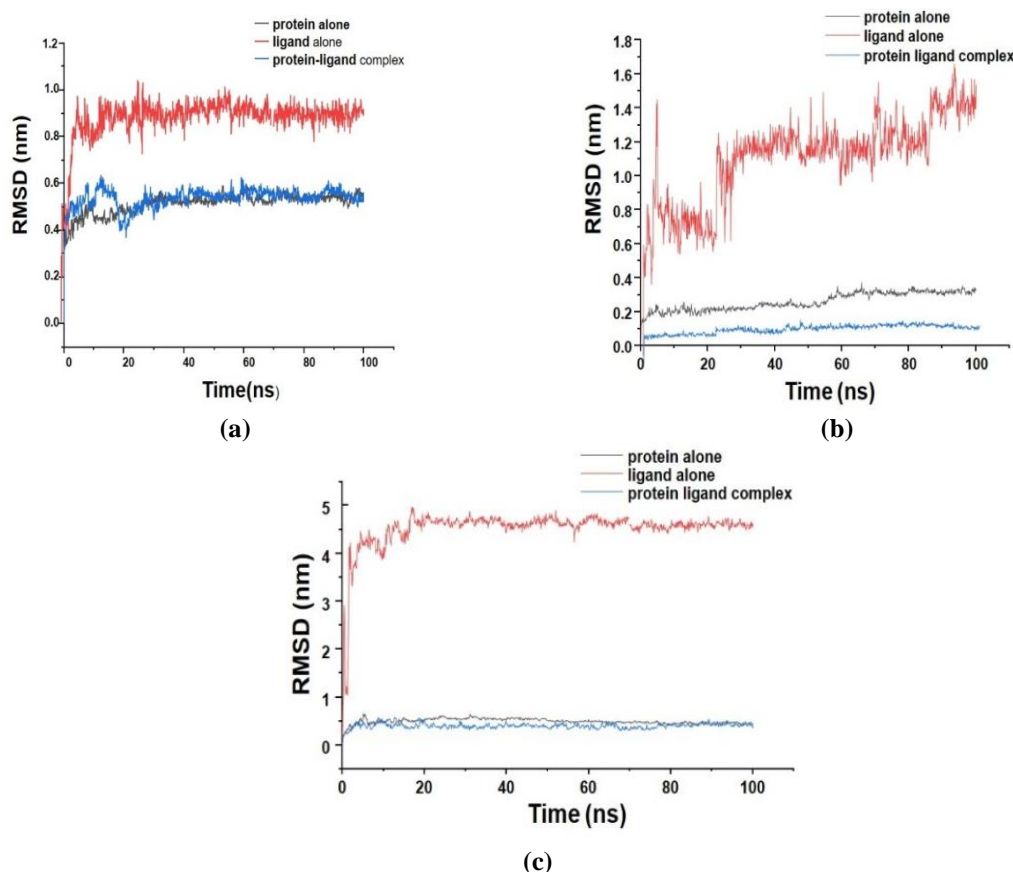 protein alone
ligand alone
protein-ligand complex
1.2
1.0
0.8
0.6
0.4
0.2
0.0
RMSD (nm)
0 20 40 60 80 100
Time(ns)
(a)
protein alone
ligand alone
protein ligand complex
1.8
1.6
1.4
1.2
1.0
0.8
0.6
0.4
0.2
0.0
RMSD (nm)
0 20 40 60 80 100
Time (ns)
(b)
protein alone
ligand alone
protein ligand complex
5
4
3
2
1
0
RMSD (nm)
0 20 40 60 80 100
Time (ns)
(c)